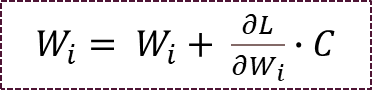 Wᵢ = Wᵢ + ∂L/∂Wᵢ · C